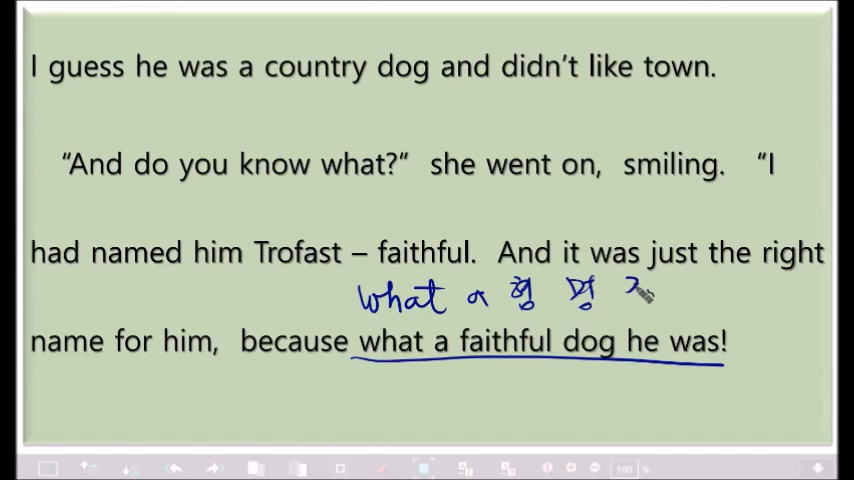 I guess he was a country dog and didn't like town.
“And do you know what?” she went on, smiling. “I
had named him Trofast – faithful. And it was just the right
what a 형 명 ㅈ
name for him, because what a faithful dog he was!
100 %